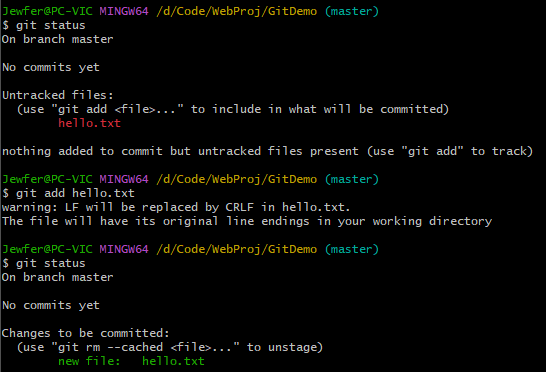 Jewfer@PC-VIC MINGW64 /d/Code/WebProj/GitDemo (master)
$ git status
On branch master
No commits yet
Untracked files:
(use "git add <file>..." to include in what will be committed)
hello.txt
nothing added to commit but untracked files present (use "git add" to track)
Jewfer@PC-VIC MINGW64 /d/Code/WebProj/GitDemo (master)
$ git add hello.txt
warning: LF will be replaced by CRLF in hello.txt.
The file will have its original line endings in your working directory
Jewfer@PC-VIC MINGW64 /d/Code/WebProj/GitDemo (master)
$ git status
On branch master
No commits yet
Changes to be committed:
(use "git rm --cached <file>..." to unstage)
new file:   hello.txt